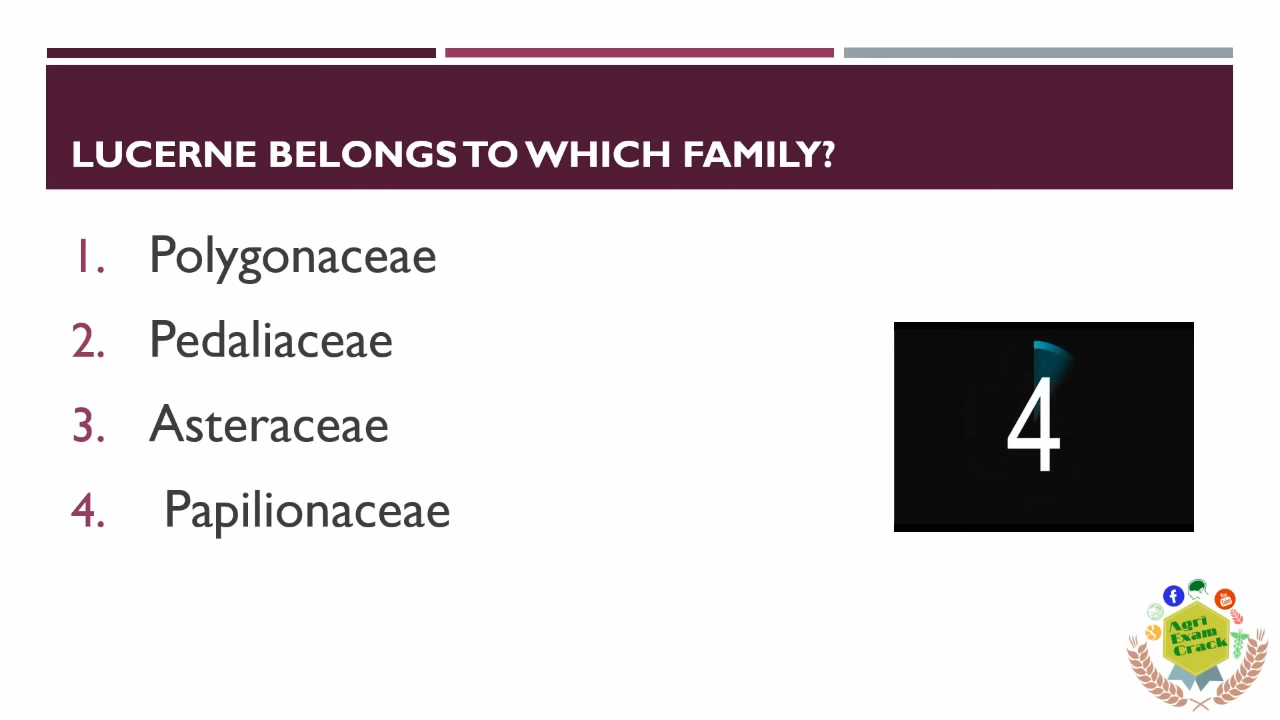 LUCERNE BELONGS TO WHICH FAMILY?
1. Polygonaceae
2. Pedaliaceae
3. Asteraceae
4. Papilionaceae
4
Agri
Exam
Crack